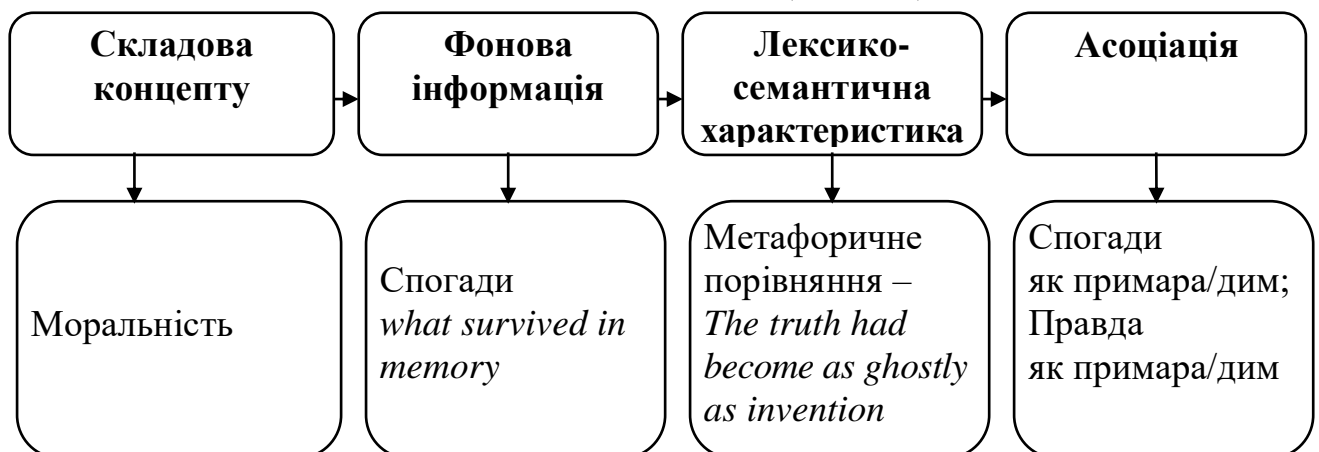 Складова
концепту
Фонова
інформація
Лексико-
семантична
характеристика
Асоціація
Моральність
Спогади
what survived in
memory
Метафоричне
порівняння –
The truth had
become as ghostly
as invention
Спогади
як примара/дим;
Правда
як примара/дим